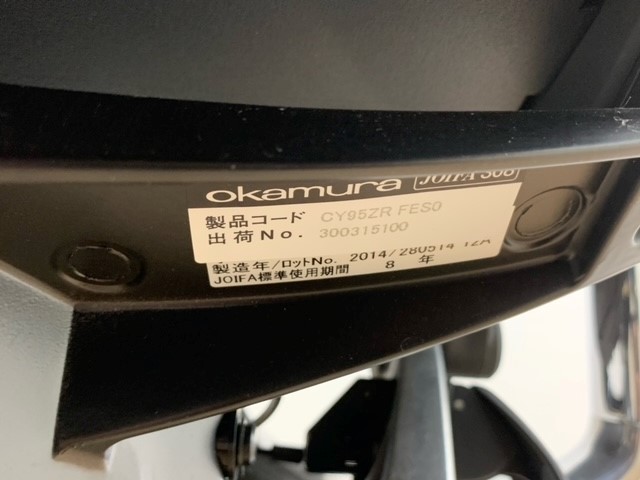 okamura JOIFA 308
製品コード CY95ZR FES0
出荷No. 300315100
製造年/ロットNo. 2014/280514 12A
JOIFA標準使用期間 8 年